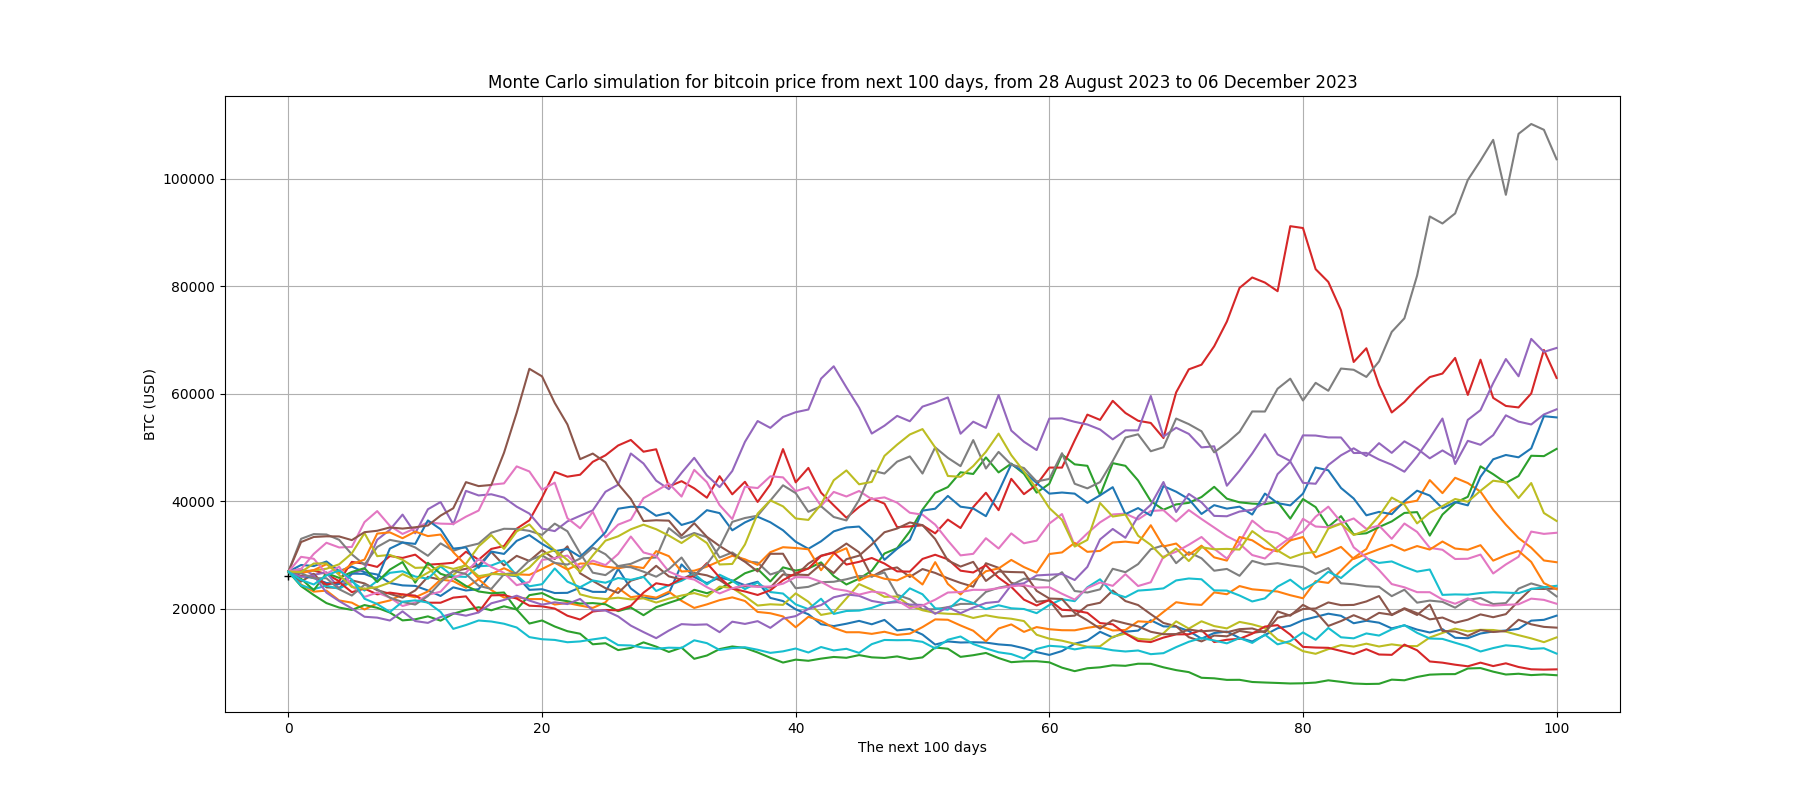 Monte Carlo simulation for bitcoin price from next 100 days, from 28 August 2023 to 06 December 2023
100000
80000
60000
40000
20000
BTC (USD)
0 20 40 60 80 100
The next 100 days